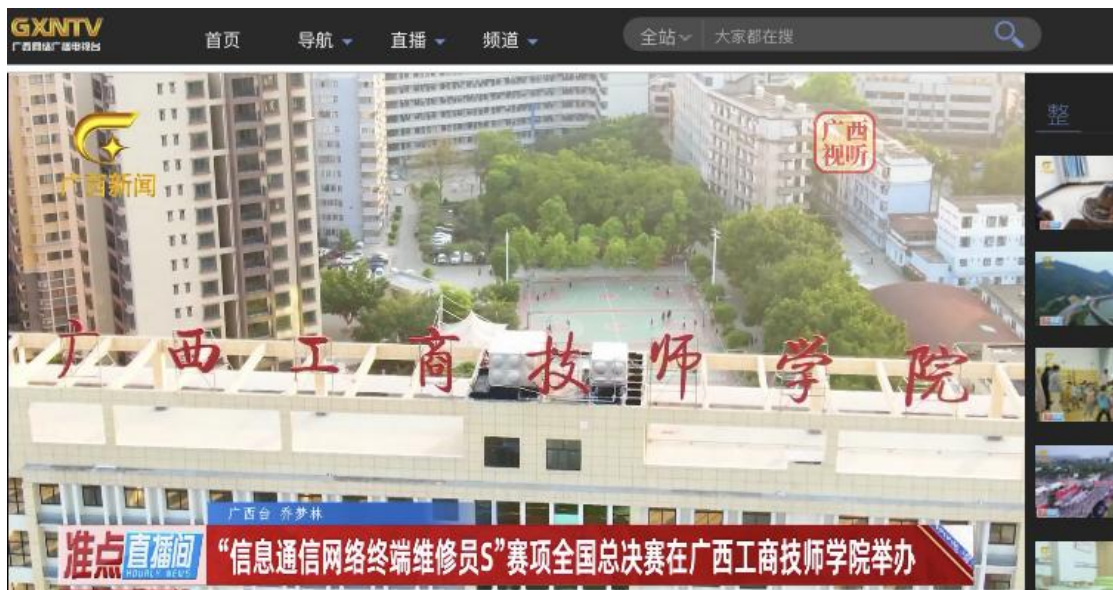 GXNTV
广西网络广播电视台
首页 导航 直播 频道 全站 大家都在搜
整
广西新闻
广西
视听
广西工商技师学院
广西台 乔梦林
准点直播间
HOURLY NEWS
“信息通信网络终端维修员S”赛项全国总决赛在广西工商技师学院举办